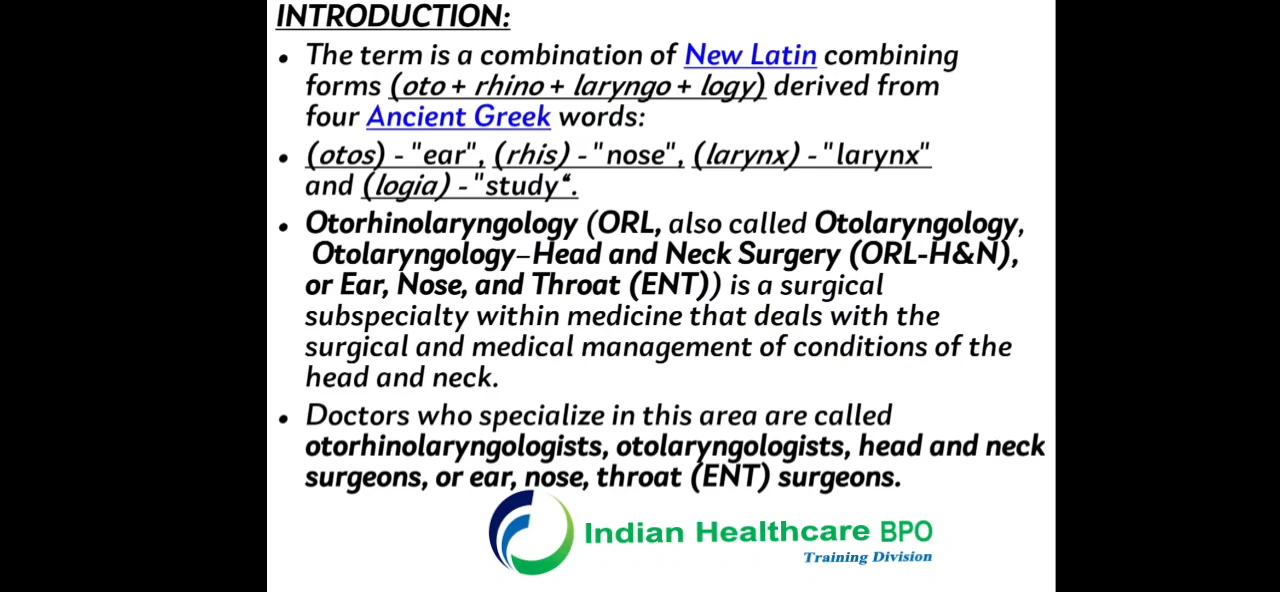 INTRODUCTION:
• The term is a combination of New Latin combining
forms (oto + rhino + laryngo + logy) derived from
four Ancient Greek words:
• (otos) - "ear", (rhis) - "nose", (larynx) - "larynx"
and (logia) - "study“.
• Otorhinolaryngology (ORL, also called Otolaryngology,
Otolaryngology–Head and Neck Surgery (ORL-H&N),
or Ear, Nose, and Throat (ENT)) is a surgical
subspecialty within medicine that deals with the
surgical and medical management of conditions of the
head and neck.
• Doctors who specialize in this area are called
otorhinolaryngologists, otolaryngologists, head and neck
surgeons, or ear, nose, throat (ENT) surgeons.
Indian Healthcare BPO
Training Division